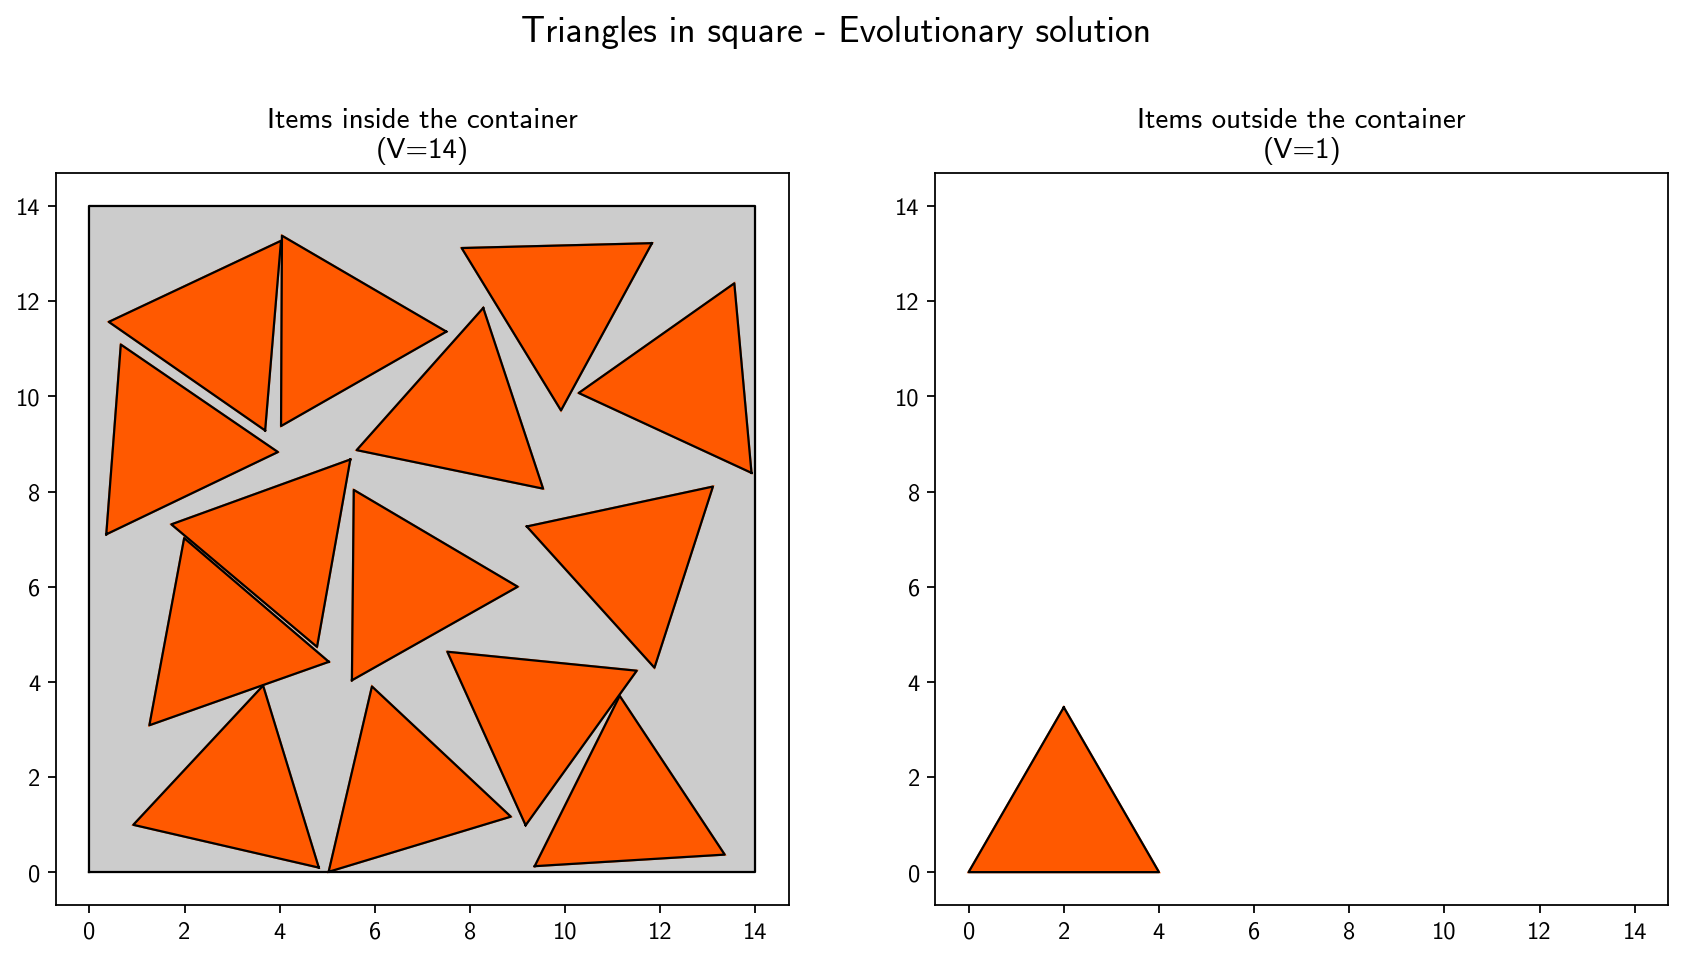 Triangles in square - Evolutionary solution
Items inside the container
(V=14)
14
12
10
8
6
4
2
0
0 2 4 6 8 10 12 14
Items outside the container
(V=1)
14
12
10
8
6
4
2
0
0 2 4 6 8 10 12 14